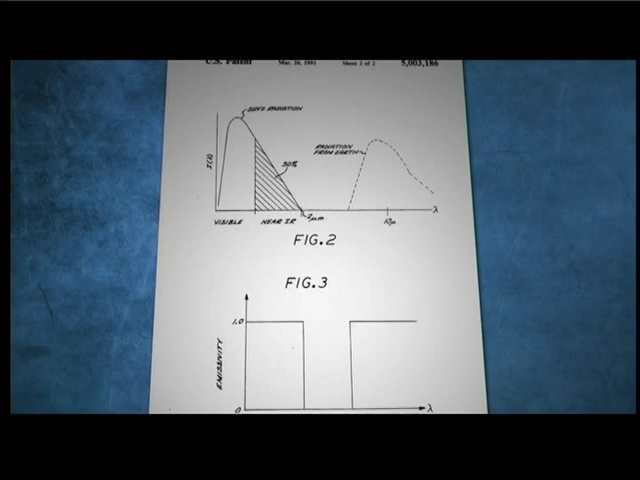 U.S. Patent Mar. 26, 1991 Sheet 2 of 2 5,003,186
SUN'S RADIATION
RADIATION
FROM EARTH
30%
I(λ)
2μm
10μ
λ
VISIBLE NEAR IR
FIG.2
FIG.3
1.0
EMISSIVITY
0
λ